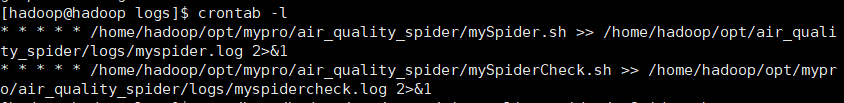 [hadoop@hadoop logs]$ crontab -l
* * * * * /home/hadoop/opt/mypro/air_quality_spider/mySpider.sh >> /home/hadoop/opt/air_quali
ty_spider/logs/myspider.log 2>&1
* * * * * /home/hadoop/opt/mypro/air_quality_spider/mySpiderCheck.sh >> /home/hadoop/opt/mypr
o/air_quality_spider/logs/myspidercheck.log 2>&1